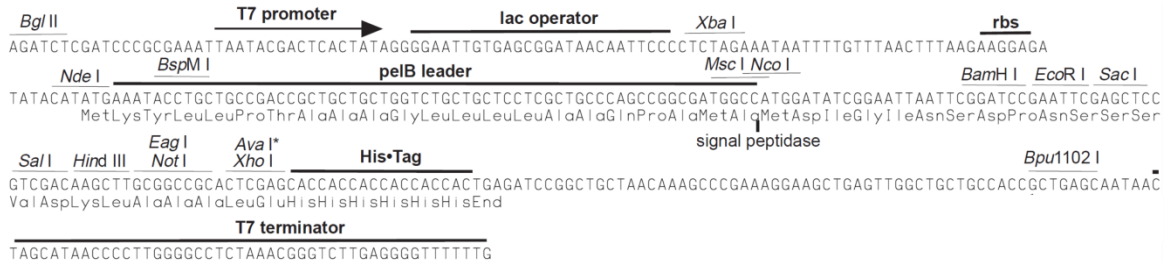 Bgl II T7 promoter lac operator Xba I rbs
AGATCTCGATCCCGCGAAATTAATACGACTCACTATAGGGGAATTGTGAGCGGATAACAATTCCCCTCTAGAAATAATTTTGTTTAACTTTAAGAAGGAGA
Nde I BspM I pelB leader Msc I Nco I BamH I EcoR I Sac I
TATACATATGAAATACCTGCTGCCGACCGCTGCTGCTGGTCTGCTGCTCCTCGCTGCCCAGCCGGCGATGGCCATGGATATCGGAATTAATTCGGATCCGAATTCGAGCTCC
MetLysTyrLeuLeuProThrAlaAlaAlaGlyLeuLeuLeuLeuAlaAlaGlnProAlaMetAlaMetAspIleGlyIleAsnSerAspProAsnSerSerSer
signal peptidase
Sal I Hind III Eag I Not I Ava I* Xho I His•Tag Bpu1102 I
GTCGACAAGCTTGCGGCCGCACTCGAGCACCACCACCACCACCACTGAGATCCGGCTGCTAACAAAGCCCGAAAGGAAGCTGAGTTGGCTGCTGCCACCGCTGAGCAATAAC
ValAspLysLeuAlaAlaAlaLeuGluHisHisHisHisHisHisEnd
T7 terminator
TAGCATAACCCCTTGGGGCCTCTAAACGGGTCTTGAGGGGTTTTTTG